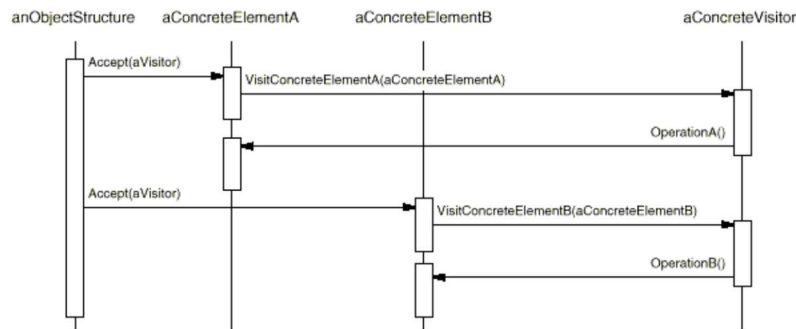 anObjectStructure aConcreteElementA aConcreteElementB aConcreteVisitor
Accept(aVisitor)
VisitConcreteElementA(aConcreteElementA)
OperationA()
Accept(aVisitor)
VisitConcreteElementB(aConcreteElementB)
OperationB()